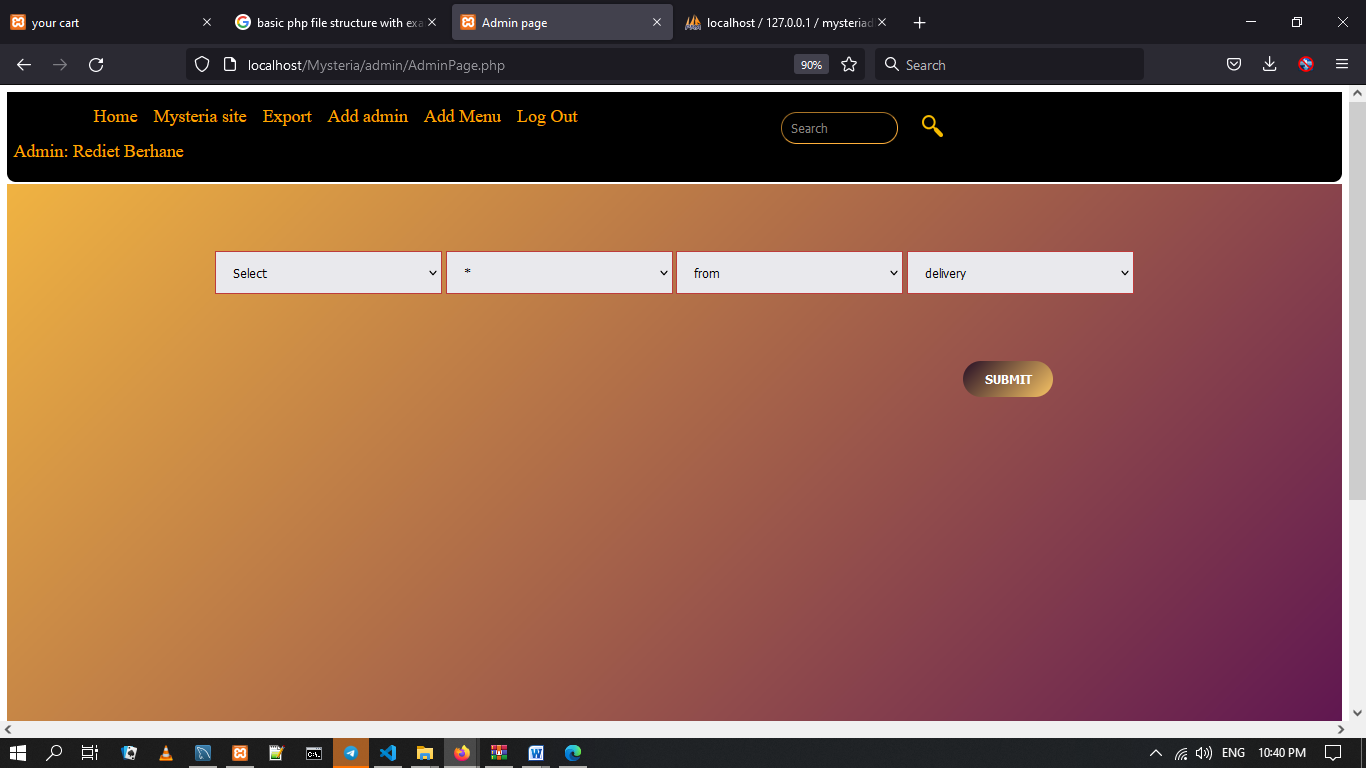 your cart
basic php file structure with exa
Admin page
localhost / 127.0.0.1 / mysteriad
localhost/Mysteria/admin/AdminPage.php
90%
Search
Home Mysteria site Export Add admin Add Menu Log Out
Search
Admin: Rediet Berhane
Select
*
from
delivery
SUBMIT
ENG
10:40 PM